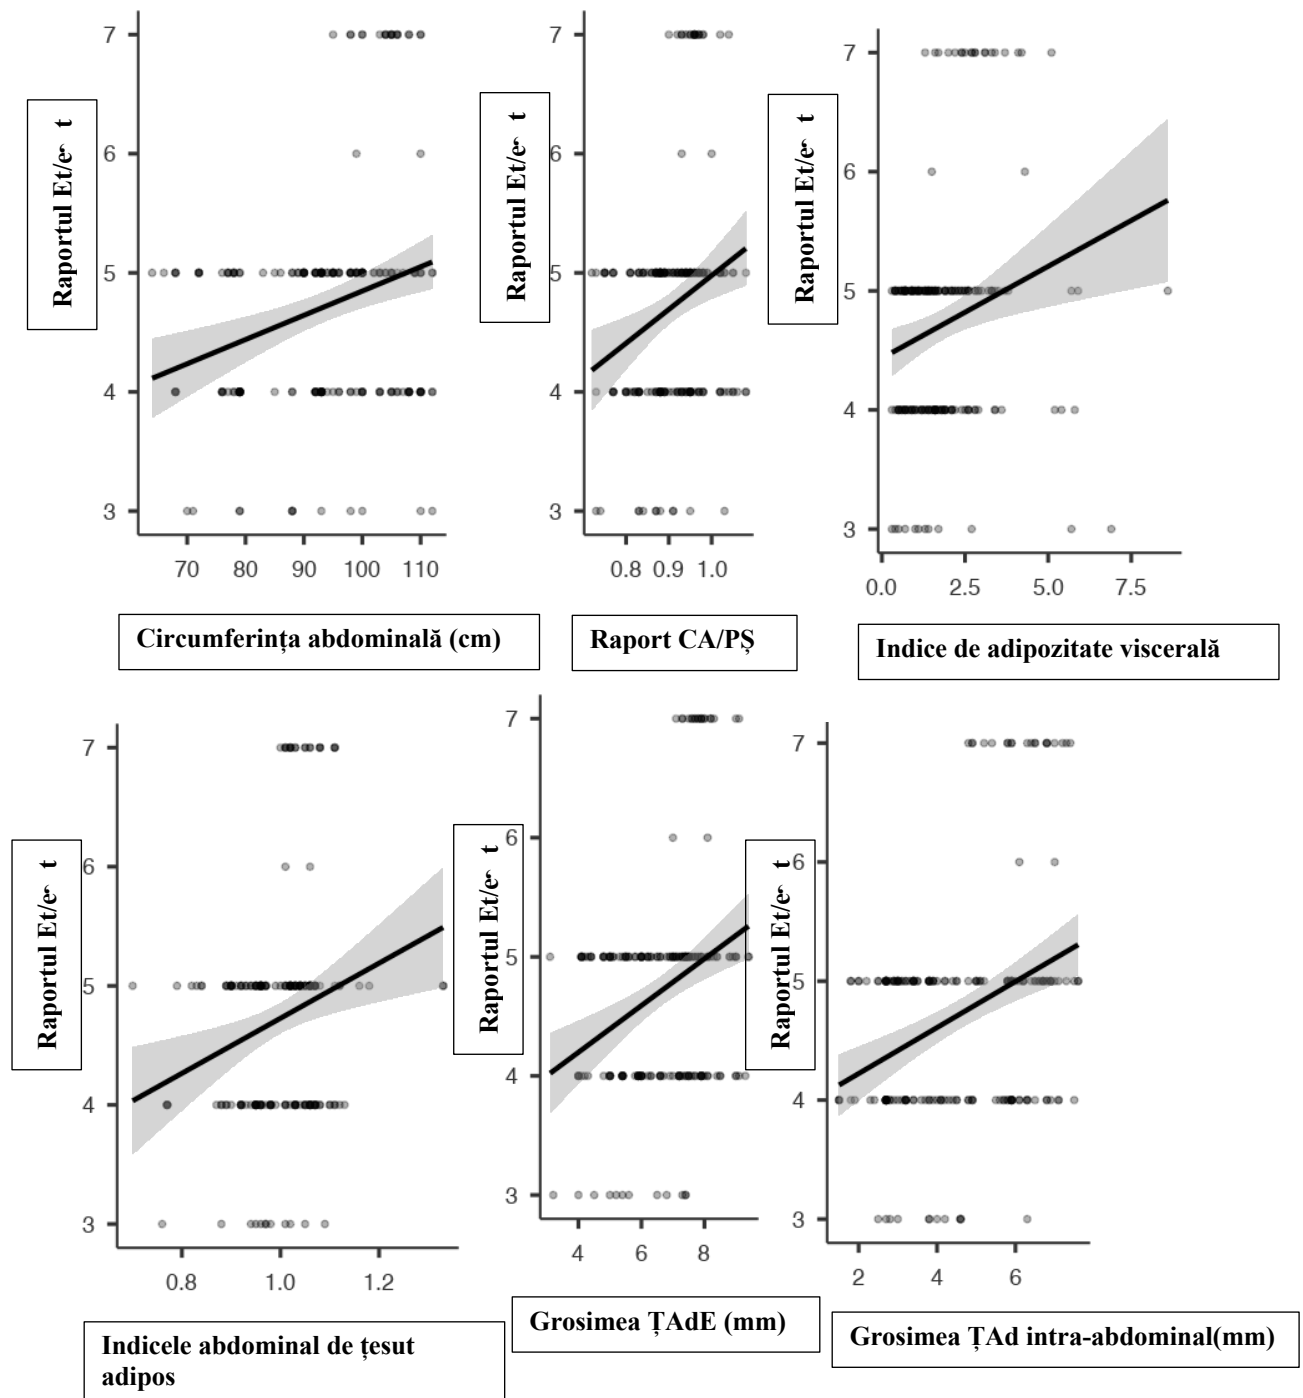 7
6
5
4
3
Raportul Et/e
t
70 80 90 100 110
Circumferința abdominală (cm)
7
6
5
4
3
Raportul Et/e
t
0.8 0.9 1.0
Raport CA/PȘ
7
6
5
4
3
Raportul Et/e
t
0.0 2.5 5.0 7.5
Indice de adipozitate viscerală
7
6
5
4
3
Raportul Et/e
t
0.8 1.0 1.2
Indicele abdominal de țesut
adipos
7
6
5
4
3
Raportul Et/e
t
4 6 8
Grosimea ȚAdE (mm)
7
6
5
4
3
Raportul Et/e
t
2 4 6
Grosimea ȚAd intra-abdominal(mm)